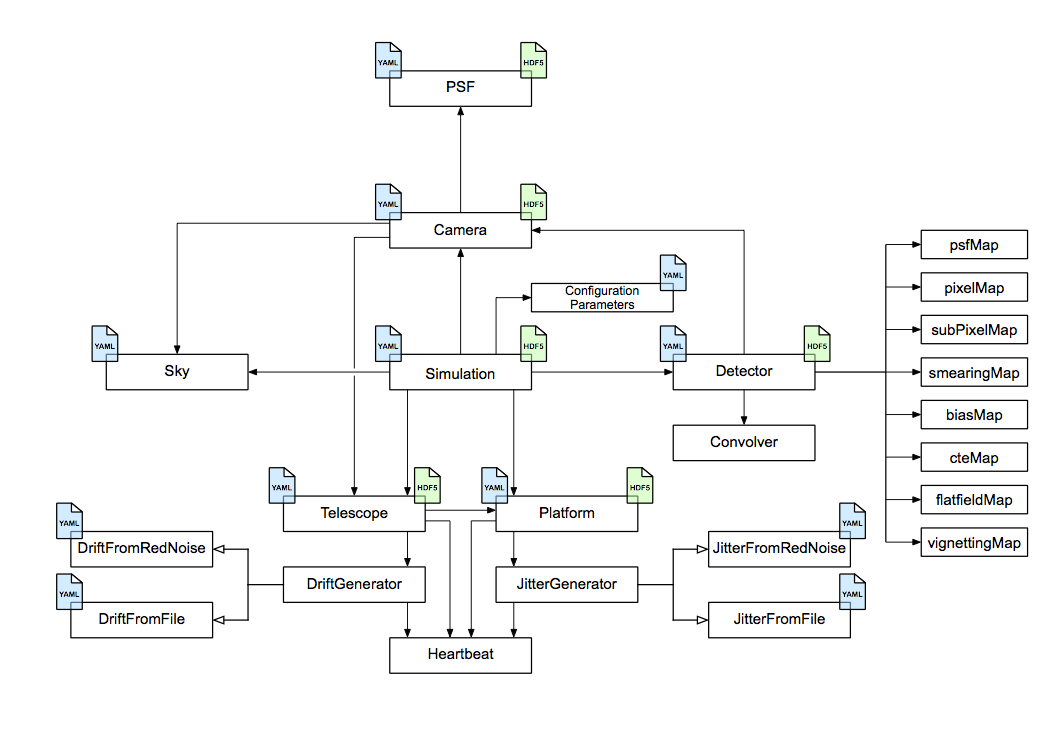 YAML
HDF5
PSF
YAML
HDF5
Camera
psfMap
YAML
Configuration
Parameters
pixelMap
YAML
Sky
YAML
HDF5
Simulation
YAML
HDF5
Detector
subPixelMap
smearingMap
Convolver
biasMap
cteMap
YAML
HDF5
Telescope
YAML
HDF5
Platform
flatfieldMap
vignettingMap
YAML
DriftFromRedNoise
YAML
JitterFromRedNoise
DriftGenerator
JitterGenerator
YAML
DriftFromFile
YAML
JitterFromFile
Heartbeat